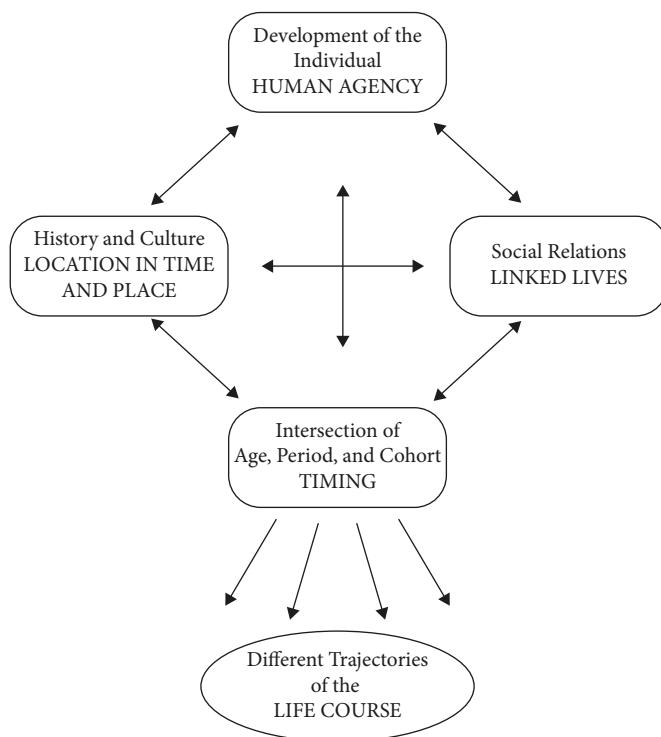 Development of the
Individual
HUMAN AGENCY
History and Culture
LOCATION IN TIME
AND PLACE
Social Relations
LINKED LIVES
Intersection of
Age, Period, and Cohort
TIMING
Different Trajectories
of the
LIFE COURSE